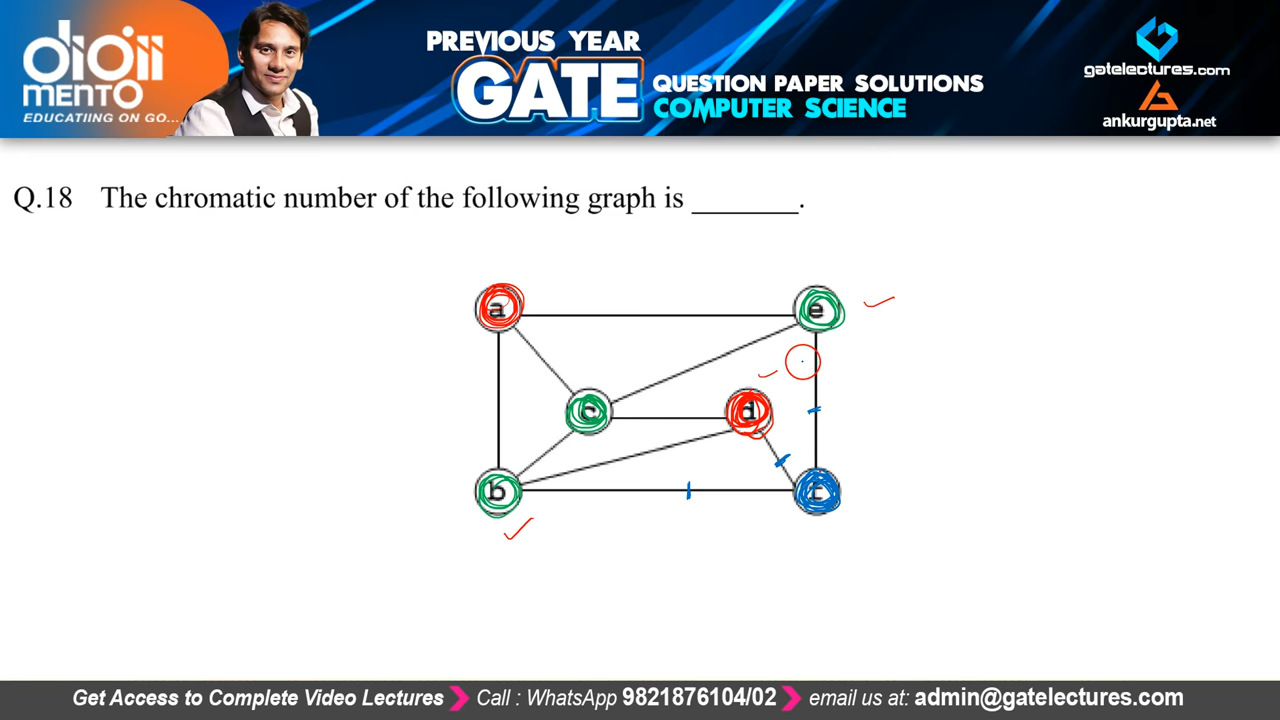 digii
MENTO
EDUCATIING ON GO...
PREVIOUS YEAR
GATE
QUESTION PAPER SOLUTIONS
COMPUTER SCIENCE
gatelectures.com
ankurgupta.net
Q.18 The chromatic number of the following graph is _______.
a
e
c
d
b
f
Get Access to Complete Video Lectures
Call : WhatsApp 9821876104/02
email us at: admin@gatelectures.com